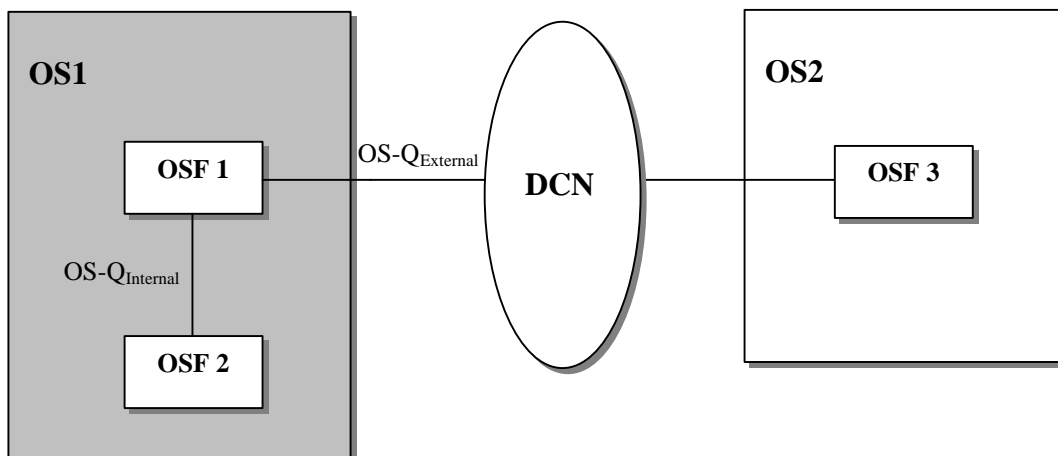 OS1
OS2
OSF 1
OS-QExternal
DCN
OSF 3
OS-QInternal
OSF 2